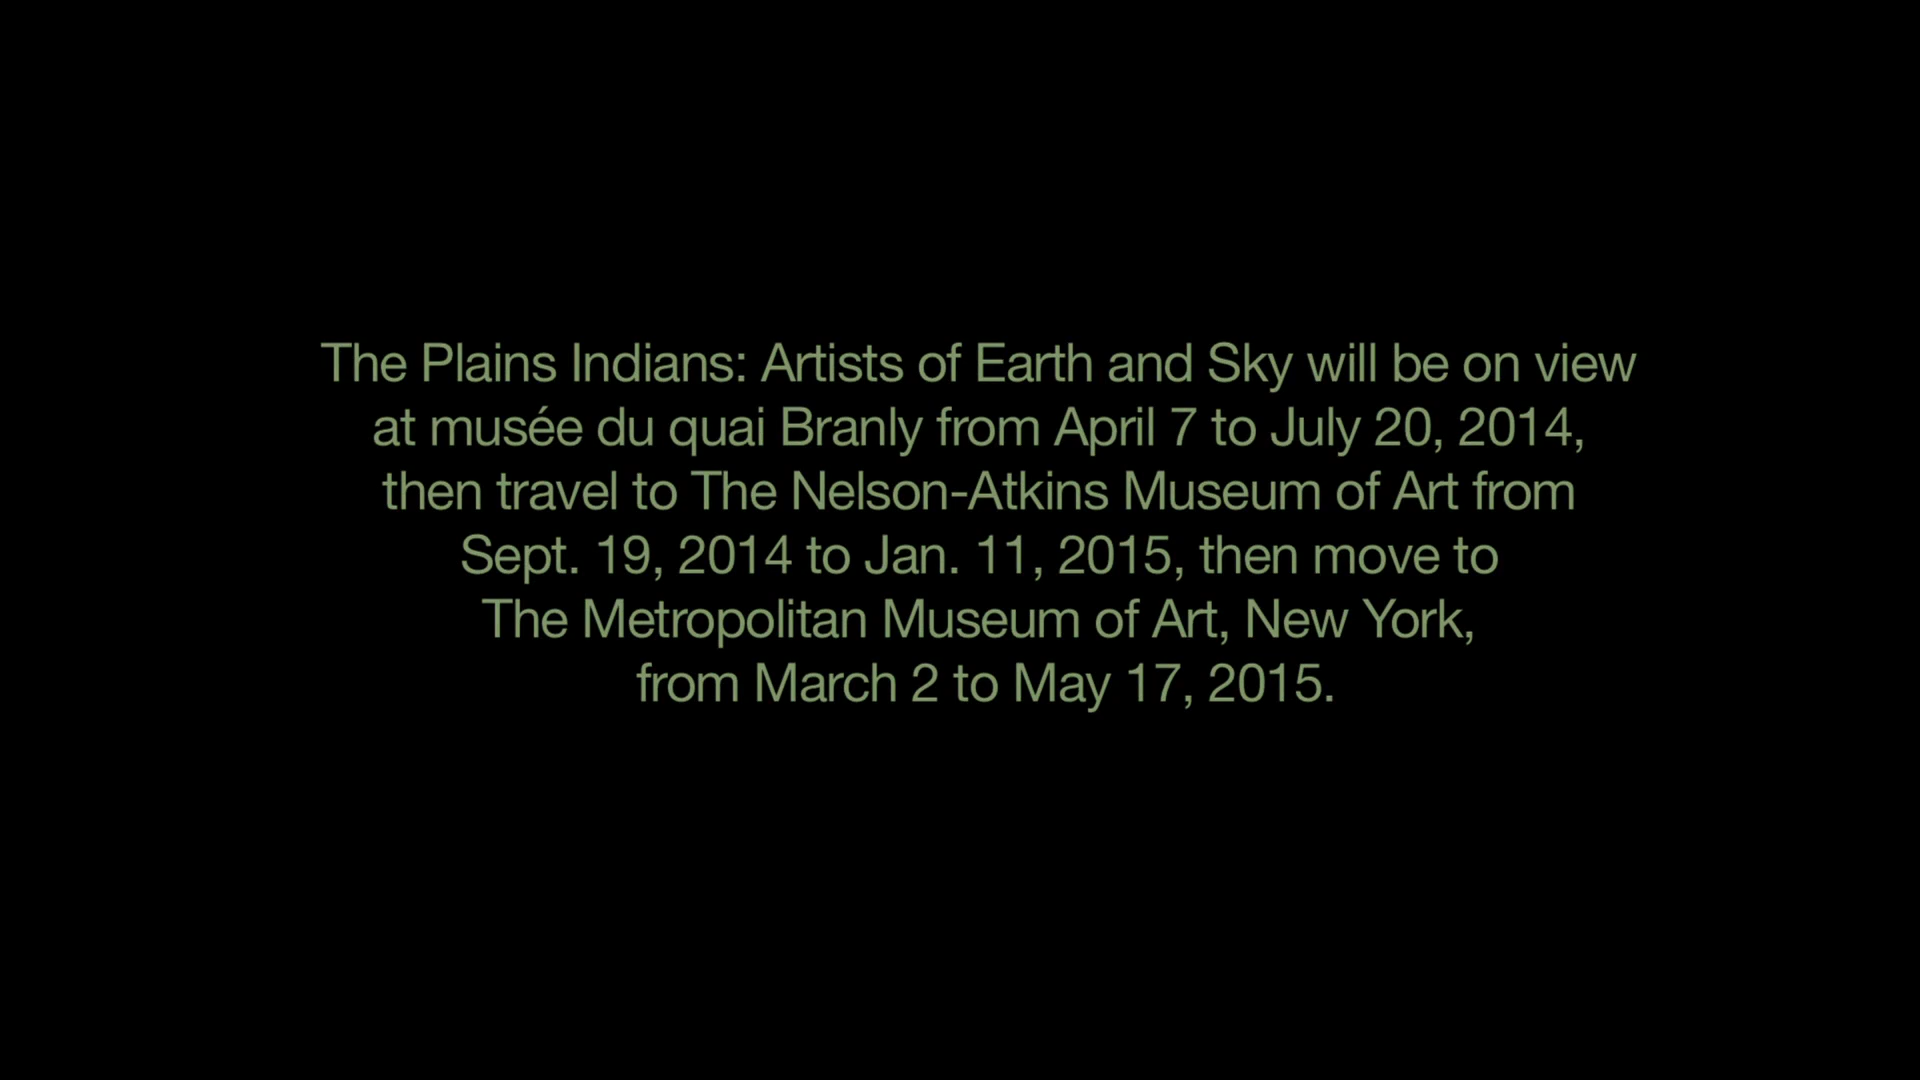 The Plains Indians: Artists of Earth and Sky will be on view
at musée du quai Branly from April 7 to July 20, 2014,
then travel to The Nelson-Atkins Museum of Art from
Sept. 19, 2014 to Jan. 11, 2015, then move to
The Metropolitan Museum of Art, New York,
from March 2 to May 17, 2015.